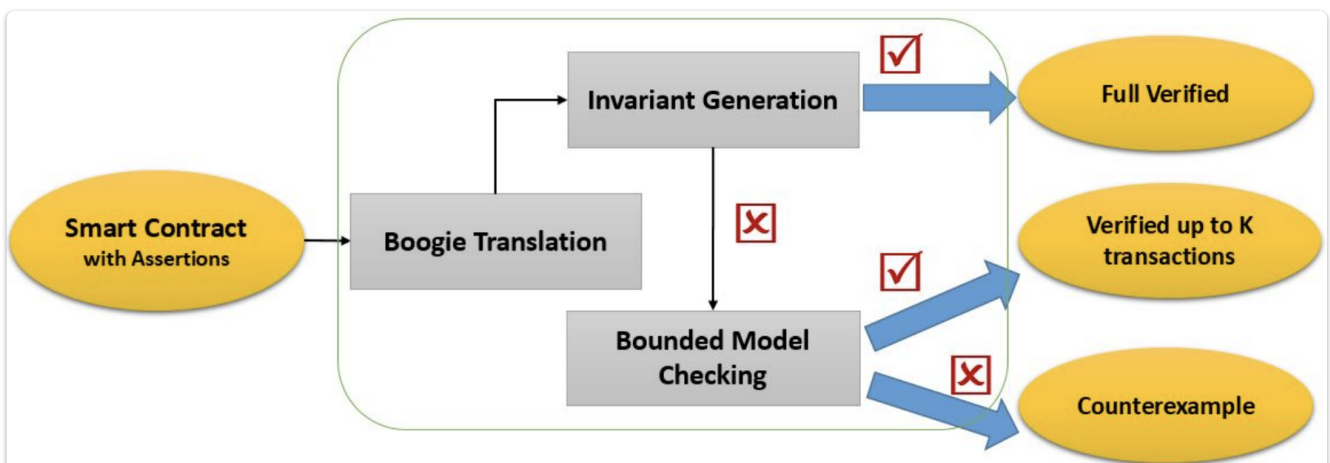 Smart Contract
with Assertions
Boogie Translation
Invariant Generation
Bounded Model
Checking
Full Verified
Verified up to K
transactions
Counterexample